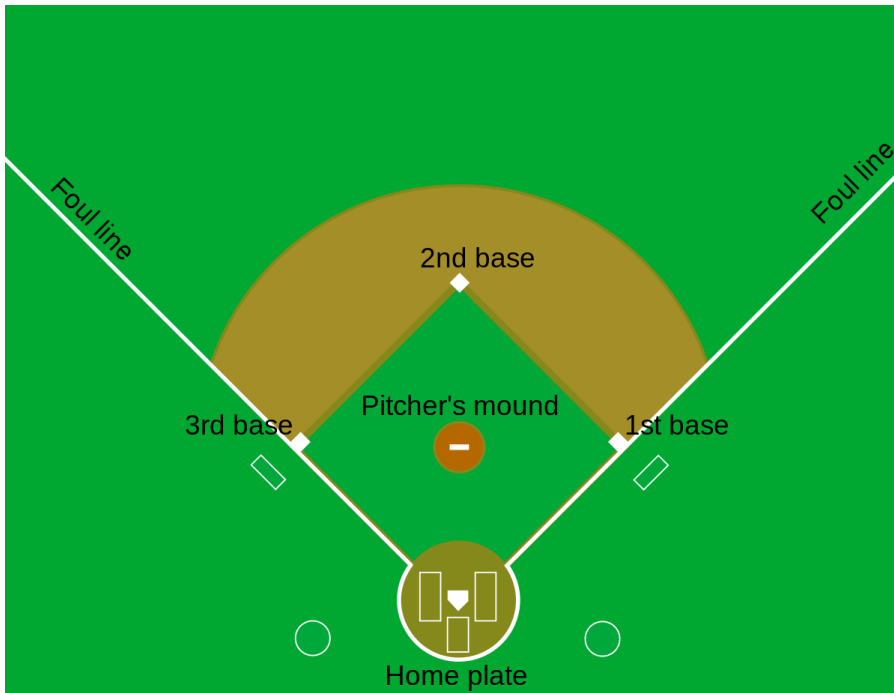 Foul line
Foul line
2nd base
Pitcher's mound
3rd base
1st base
Home plate